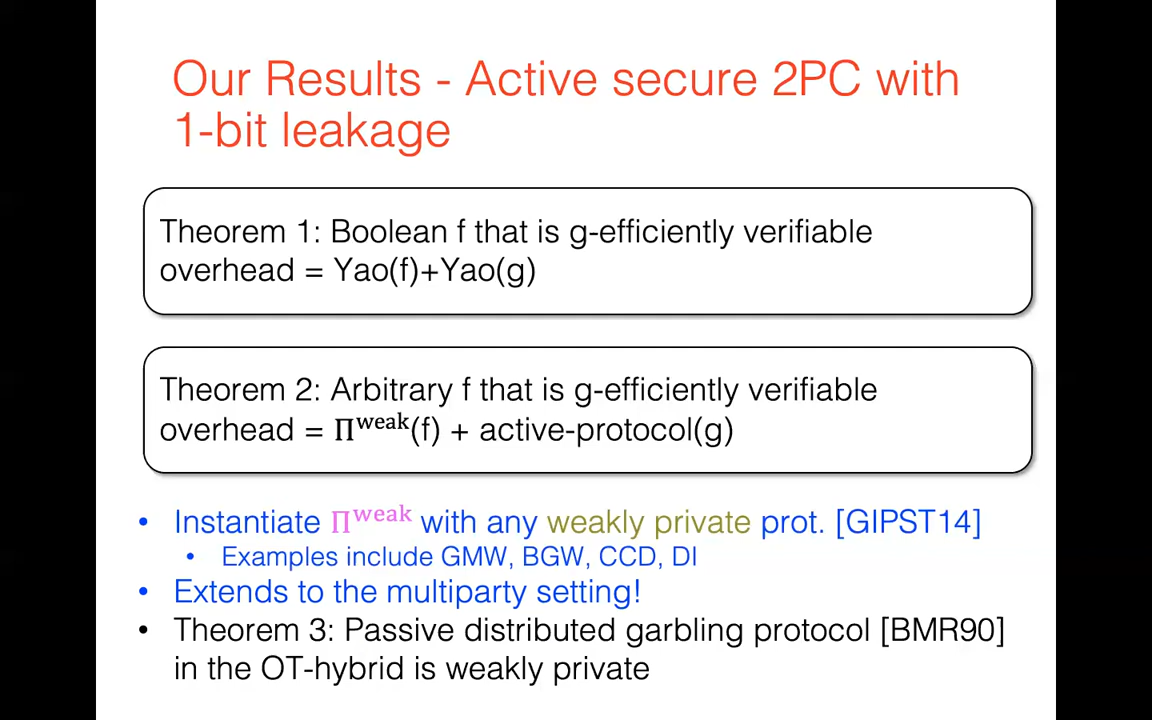 Our Results - Active secure 2PC with
1-bit leakage
Theorem 1: Boolean f that is g-efficiently verifiable
overhead = Yao(f)+Yao(g)
Theorem 2: Arbitrary f that is g-efficiently verifiable
overhead = Π^weak(f) + active-protocol(g)
• Instantiate Π^weak with any weakly private prot. [GIPST14]
• Examples include GMW, BGW, CCD, DI
• Extends to the multiparty setting!
• Theorem 3: Passive distributed garbling protocol [BMR90]
in the OT-hybrid is weakly private